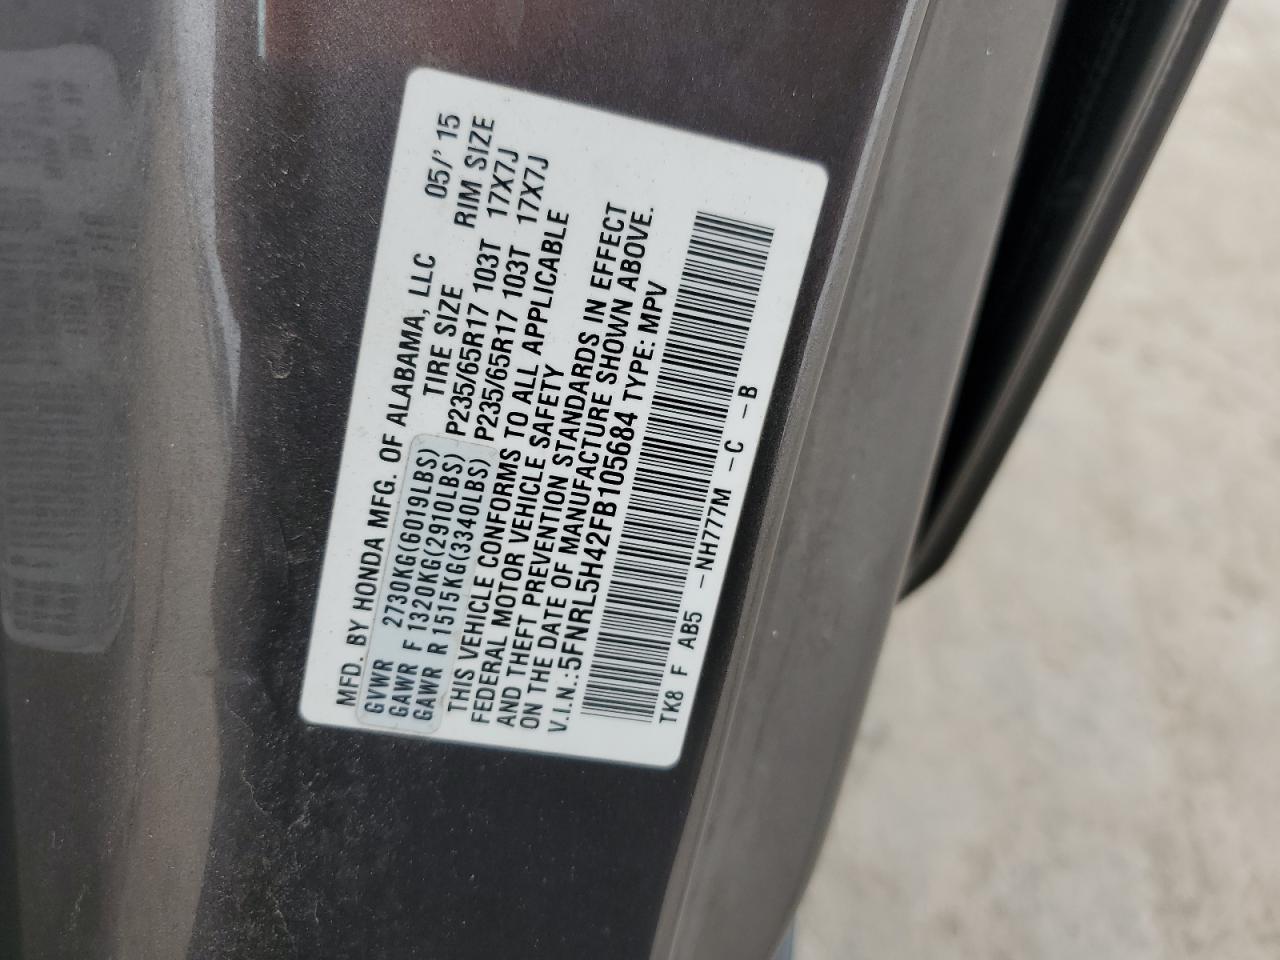 MFD. BY HONDA MFG. OF ALABAMA, LLC 05/' 15
TIRE SIZE RIM SIZE
GVWR 2730KG(6019LBS)
GAWR F 1320KG(2910LBS) P235/65R17 103T 17X7J
GAWR R 1515KG(3340LBS) P235/65R17 103T 17X7J
THIS VEHICLE CONFORMS TO ALL APPLICABLE
FEDERAL MOTOR VEHICLE SAFETY
AND THEFT PREVENTION STANDARDS IN EFFECT
ON THE DATE OF MANUFACTURE SHOWN ABOVE.
V.I.N.:5FNRL5H42FB105684 TYPE: MPV
TK8 F AB5 -NH777M -C -B